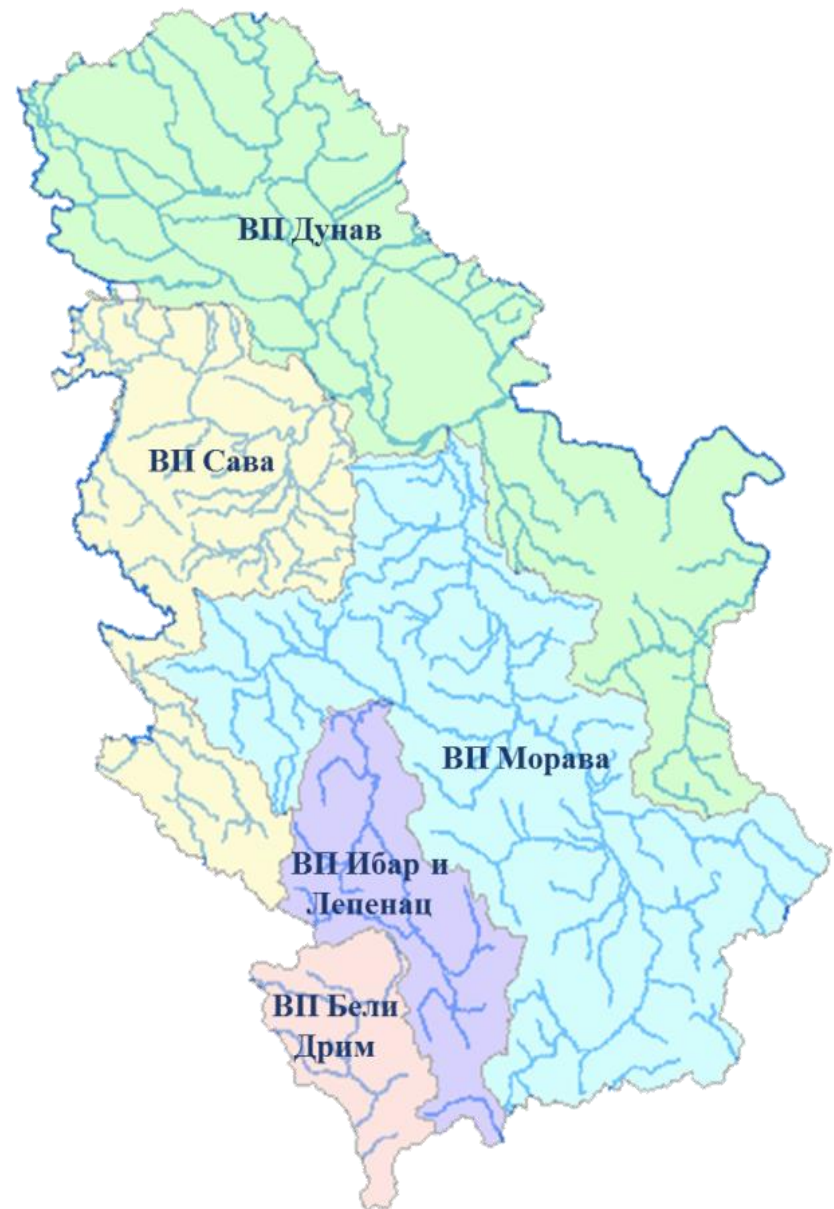 ВП Дунав
ВП Сава
ВП Морава
ВП Ибар и
Лепенац
ВП Бели
Дрим